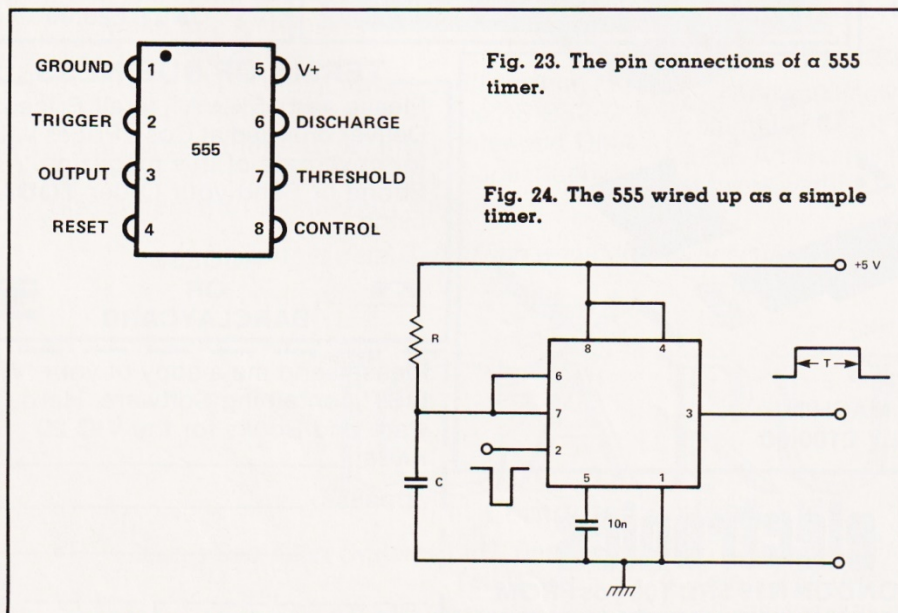 GROUND 1 5 V+
TRIGGER 2 6 DISCHARGE
555
OUTPUT 3 7 THRESHOLD
RESET 4 8 CONTROL
Fig. 23. The pin connections of a 555
timer.
Fig. 24. The 555 wired up as a simple
timer.
+5 V
R
8 4
6
T
7
3
2
C
5 1
10n